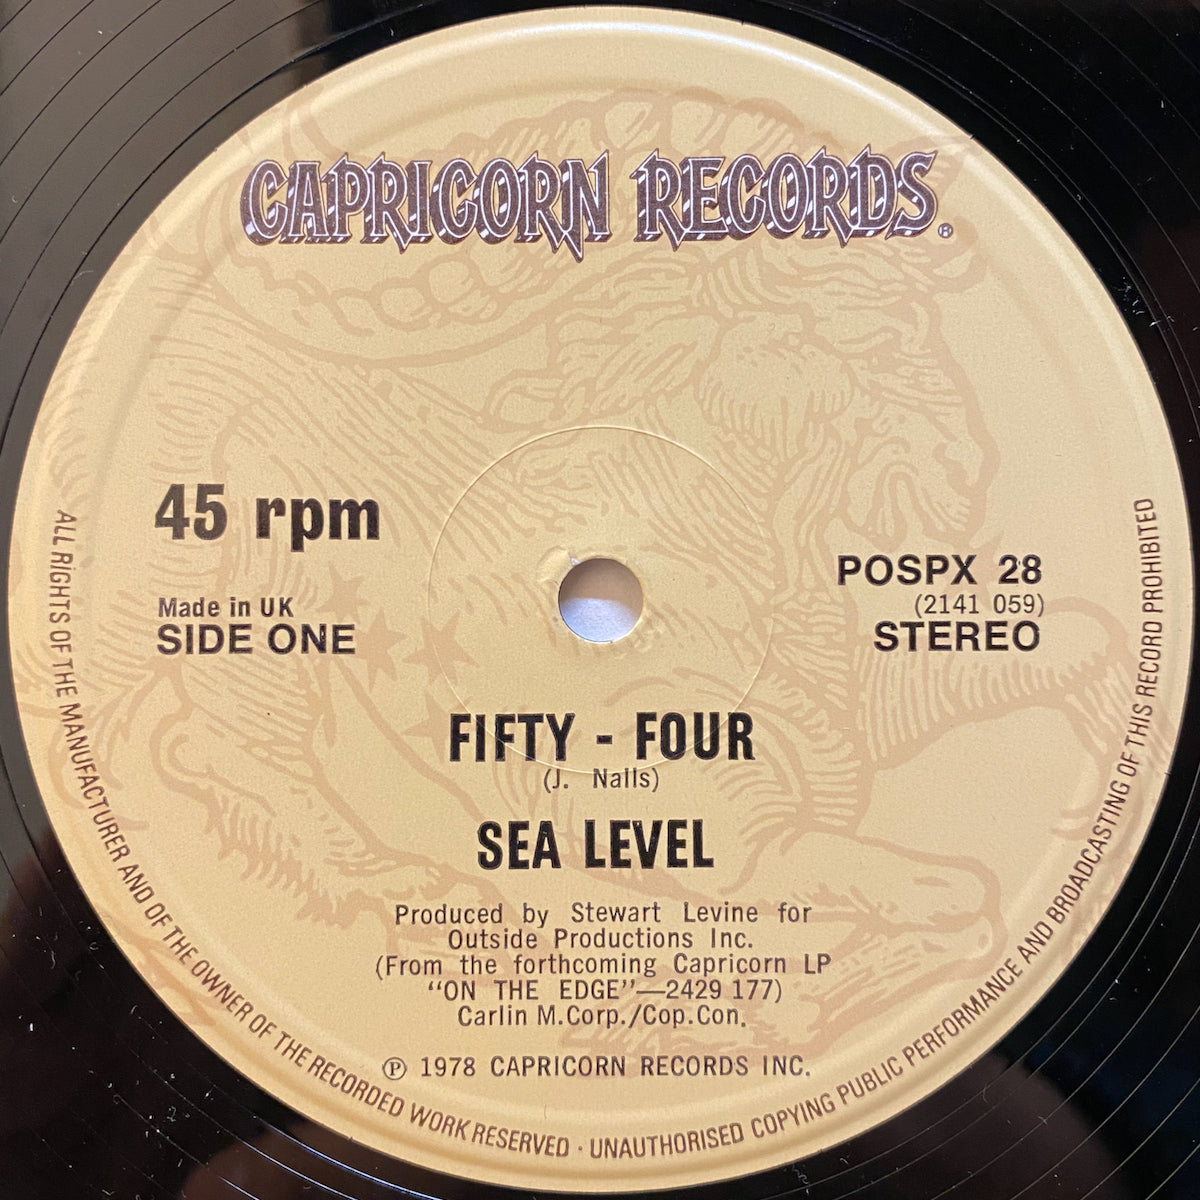 CAPRICORN RECORDS®
45 rpm
Made in UK
SIDE ONE
POSPX 28
(2141 059)
STEREO
FIFTY - FOUR
(J. Nalls)
SEA LEVEL
Produced by Stewart Levine for
Outside Productions Inc.
(From the forthcoming Capricorn LP
“ON THE EDGE”—2429 177)
Carlin M.Corp./Cop.Con.
℗ 1978 CAPRICORN RECORDS INC.
ALL RIGHTS OF THE MANUFACTURER AND OF THE OWNER OF THE RECORDED WORK RESERVED · UNAUTHORISED COPYING PUBLIC PERFORMANCE AND BROADCASTING OF THIS RECORD PROHIBITED